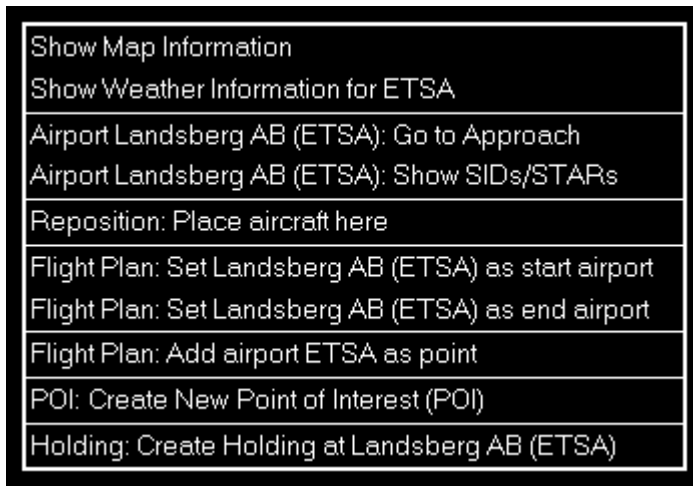 Show Map Information
Show Weather Information for ETSA
Airport Landsberg AB (ETSA): Go to Approach
Airport Landsberg AB (ETSA): Show SIDs/STARs
Reposition: Place aircraft here
Flight Plan: Set Landsberg AB (ETSA) as start airport
Flight Plan: Set Landsberg AB (ETSA) as end airport
Flight Plan: Add airport ETSA as point
POI: Create New Point of Interest (POI)
Holding: Create Holding at Landsberg AB (ETSA)